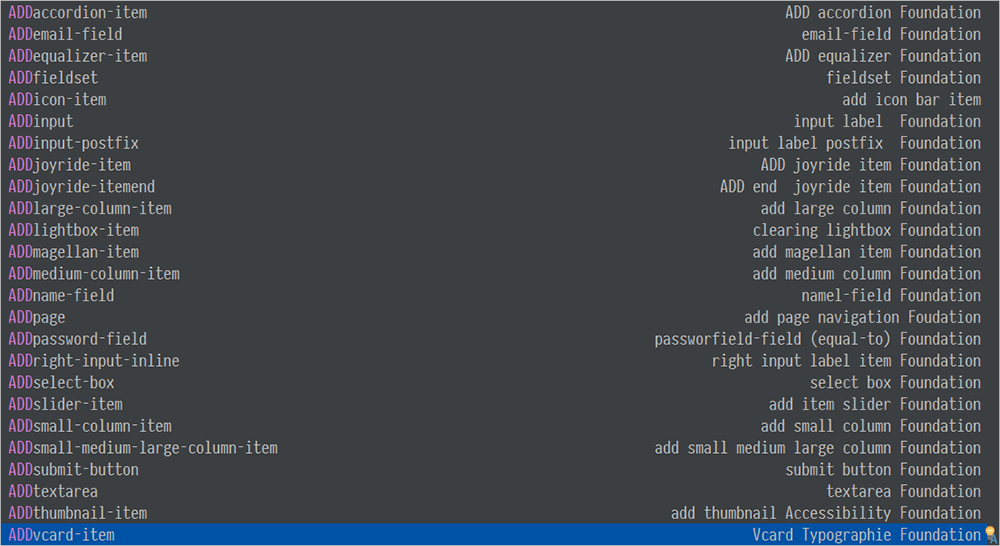 ADDaccordion-item ADD accordion Foundation
ADDemail-field email-field Foundation
ADDequalizer-item ADD equalizer Foundation
ADDfieldset fieldset Foundation
ADDicon-item add icon bar item
ADDinput input label  Foundation
ADDinput-postfix input label postfix  Foundation
ADDjoyride-item ADD joyride item Foundation
ADDjoyride-itemend ADD end  joyride item Foundation
ADDlarge-column-item add large column Foundation
ADDlightbox-item clearing lightbox Foundation
ADDmagellan-item add magellan item Foundation
ADDmedium-column-item add medium column Foundation
ADDname-field namel-field Foundation
ADDpage add page navigation Foudation
ADDpassword-field passworfield-field (equal-to) Foundation
ADDright-input-inline right input label item Foundation
ADDselect-box select box Foundation
ADDslider-item add item slider Foundation
ADDsmall-column-item add small column Foundation
ADDsmall-medium-large-column-item add small medium large column Foundation
ADDsubmit-button submit button Foundation
ADDtextarea textarea Foundation
ADDthumbnail-item add thumbnail Accessibility Foundation
ADDvcard-item Vcard Typographie Foundation